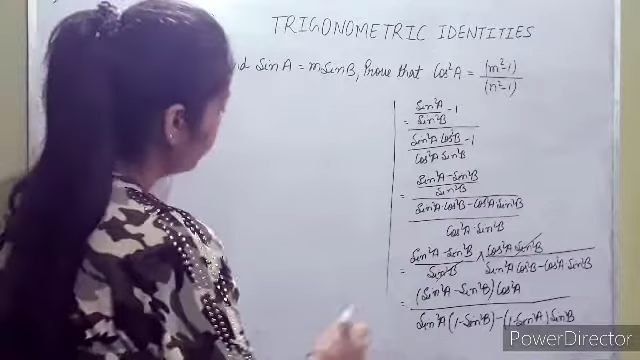 TRIGONOMETRIC IDENTITIES
Sin A = m Sin B, Prove that Cos²A = (m²-1)/(n²-1)
= (Sin²A/Sin²B - 1)/(Sin²A Cos²B/Cos²A Sin²B - 1)
= ((Sin²A - Sin²B)/Sin²B)/((Sin²A · Cos²B - Cos²A Sin²B)/(Cos²A · Sin²B))
= (Sin²A - Sin²B)/Sin²B × (Cos²A · Sin²B)/(Sin²A Cos²B - Cos²A Sin²B)
= (Sin²A - Sin²B) Cos²A/(Sin²A (1-Sin²B) - (1-Sin²A) Sin²B)
PowerDirector